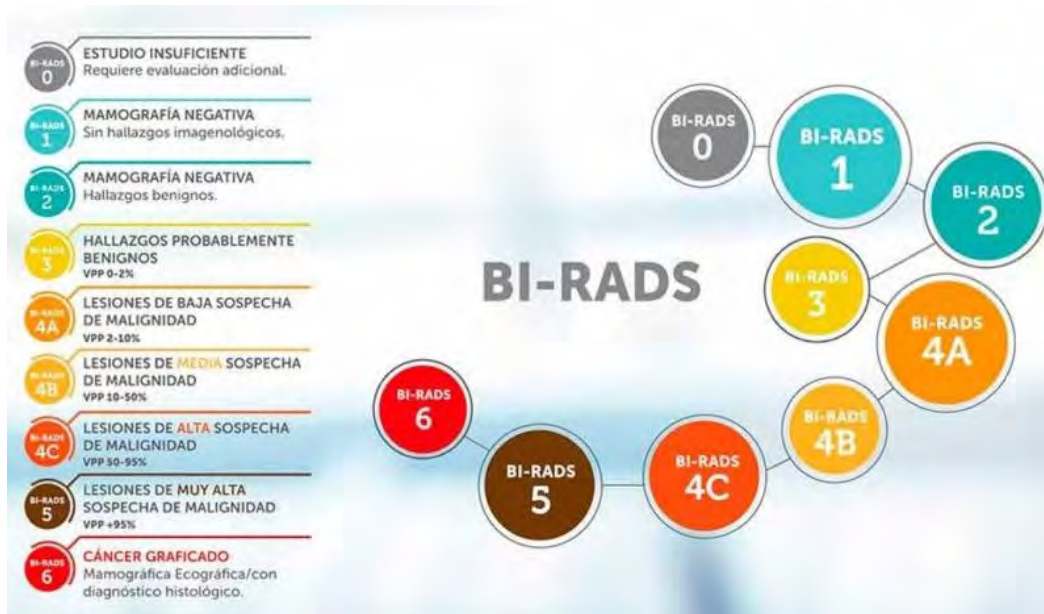 BI-RADS
0
ESTUDIO INSUFICIENTE
Requiere evaluación adicional.
BI-RADS
1
MAMOGRAFÍA NEGATIVA
Sin hallazgos imagenológicos.
BI-RADS
2
MAMOGRAFÍA NEGATIVA
Hallazgos benignos.
BI-RADS
3
HALLAZGOS PROBABLEMENTE
BENIGNOS
VPP 0-2%
BI-RADS
4A
LESIONES DE BAJA SOSPECHA
DE MALIGNIDAD
VPP 2-10%
BI-RADS
4B
LESIONES DE MEDIA SOSPECHA
DE MALIGNIDAD
VPP 10-50%
BI-RADS
4C
LESIONES DE ALTA SOSPECHA
DE MALIGNIDAD
VPP 50-95%
BI-RADS
5
LESIONES DE MUY ALTA
SOSPECHA DE MALIGNIDAD
VPP +95%
BI-RADS
6
CÁNCER GRAFICADO
Mamográfica Ecográfica/con
diagnóstico histológico.
BI-RADS
BI-RADS
0
BI-RADS
1
BI-RADS
2
BI-RADS
3
BI-RADS
4A
BI-RADS
4B
BI-RADS
4C
BI-RADS
5
BI-RADS
6